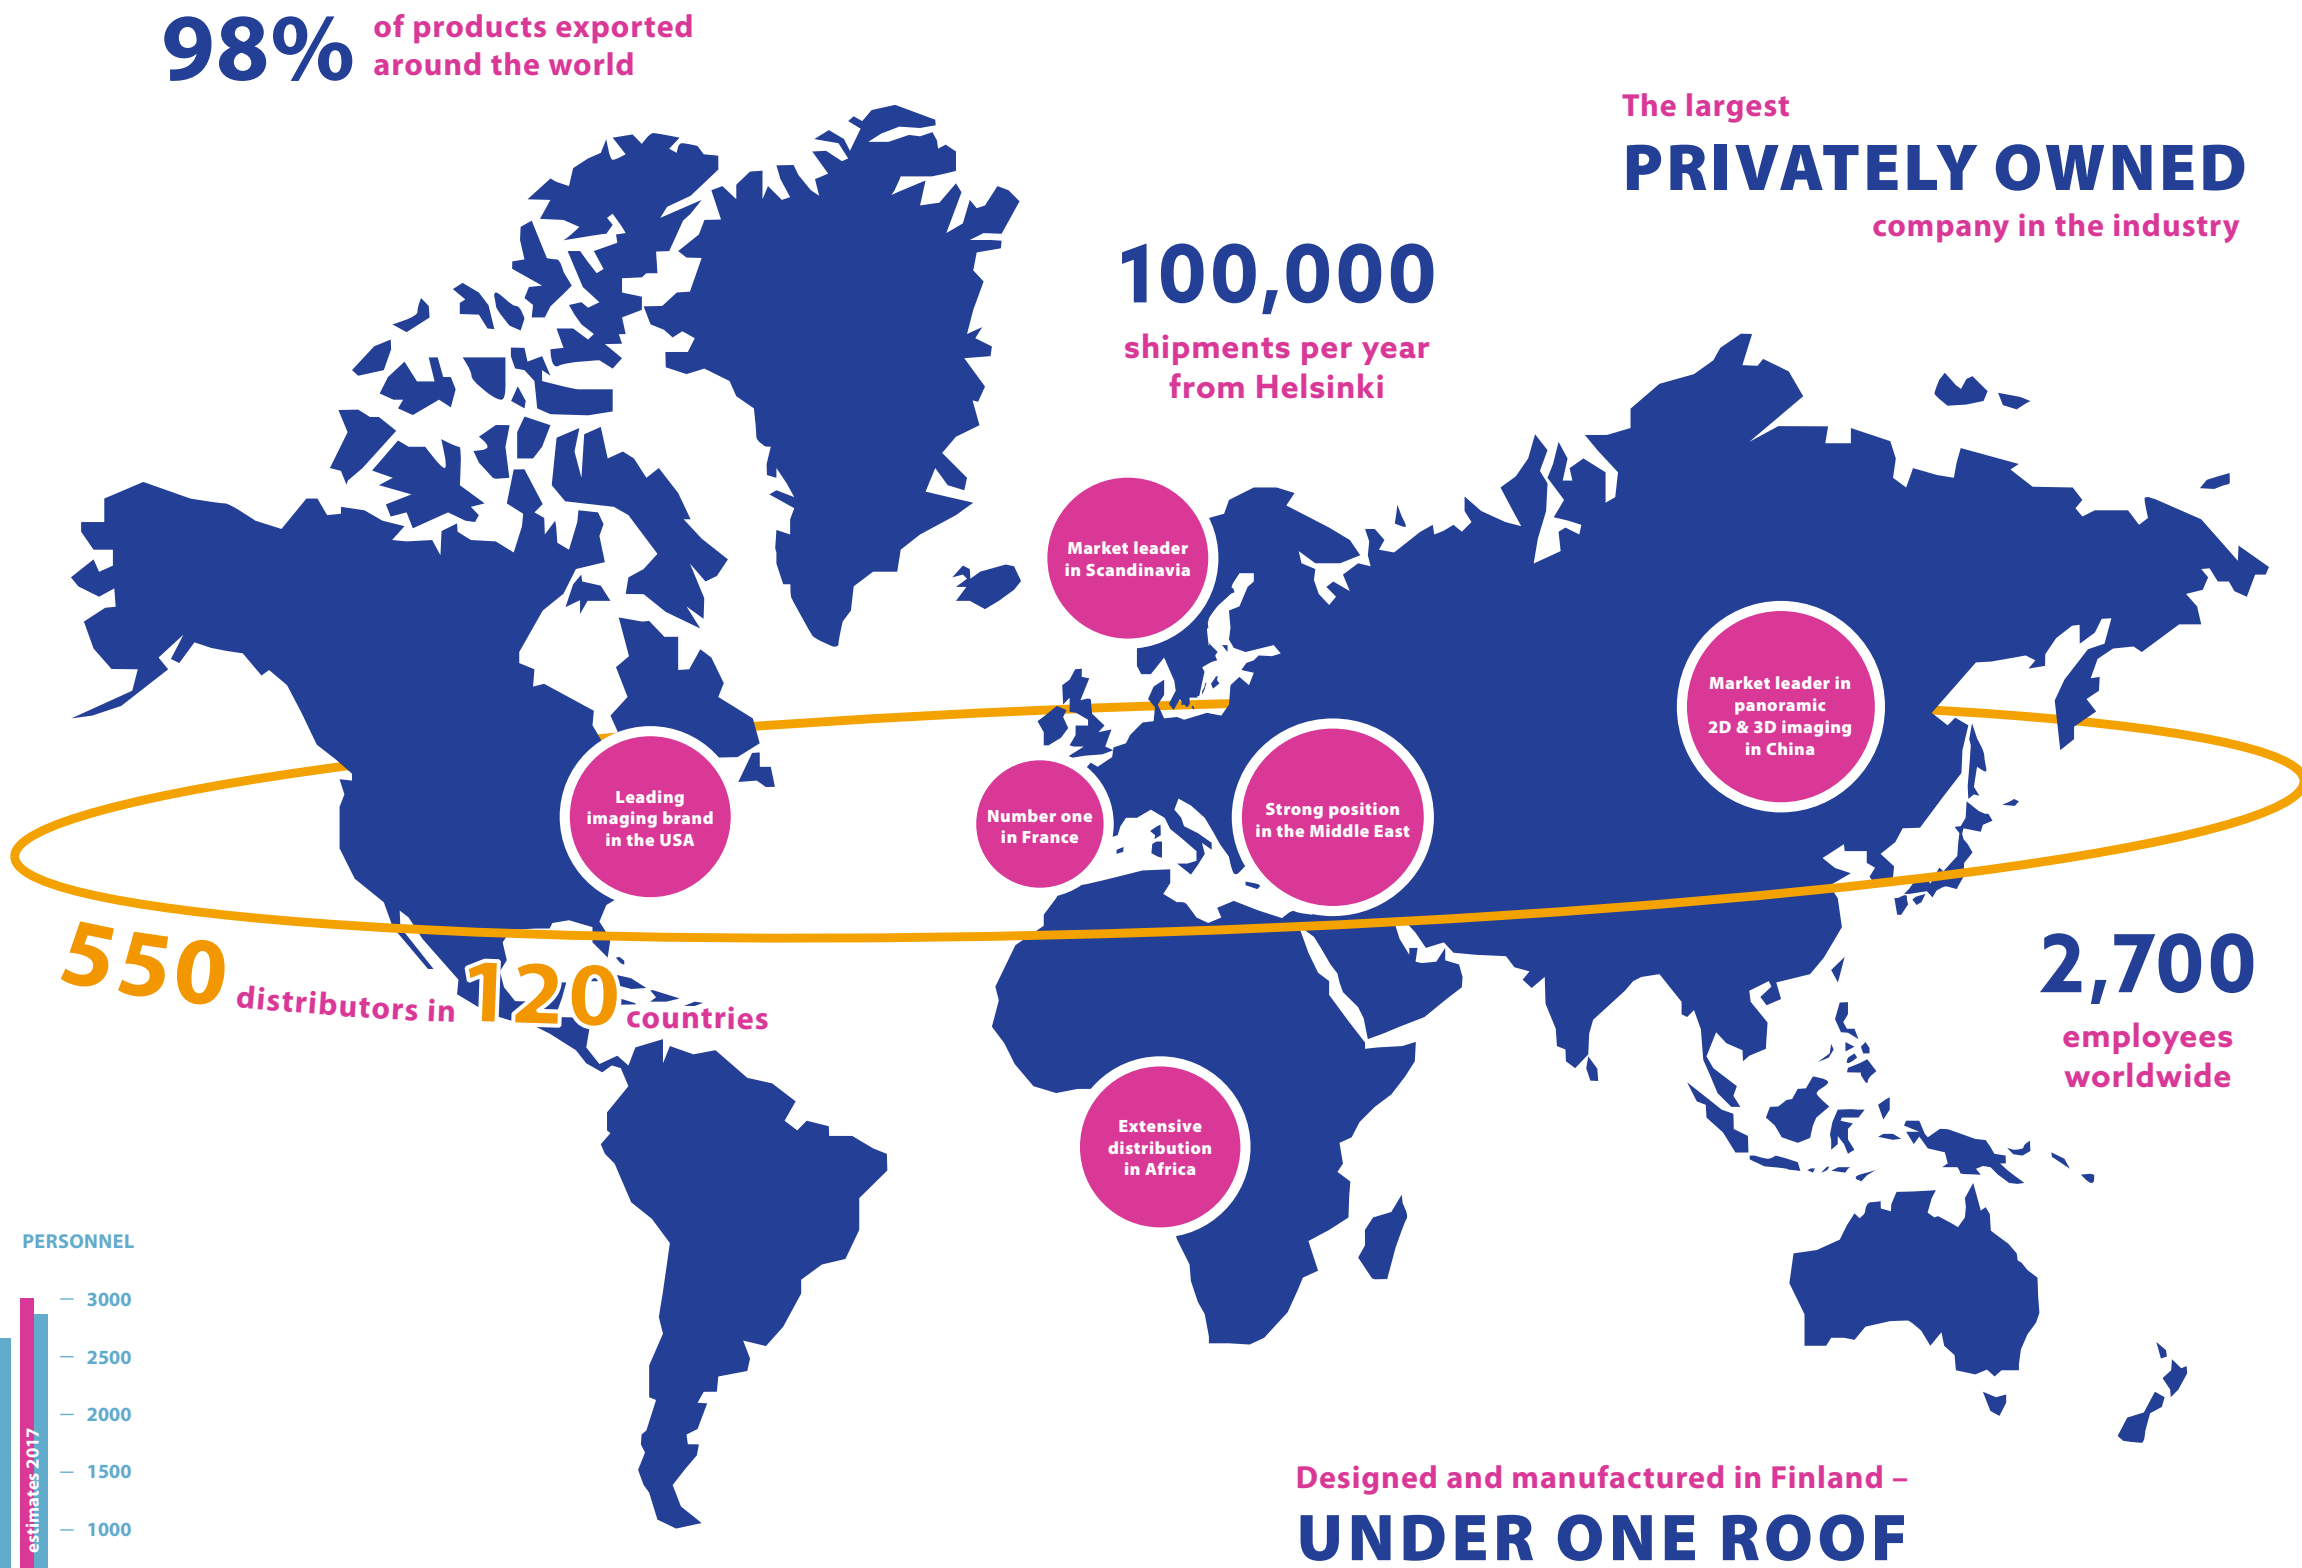 98%
of products exported
around the world
The largest
PRIVATELY OWNED
company in the industry
100,000
shipments per year
from Helsinki
Market leader
in Scandinavia
Market leader in
panoramic
2D & 3D imaging
in China
Leading
imaging brand
in the USA
Number one
in France
Strong position
in the Middle East
550 distributors in 120 countries
2,700
employees
worldwide
Extensive
distribution
in Africa
PERSONNEL
3000
2500
2000
1500
1000
estimates 2017
Designed and manufactured in Finland –
UNDER ONE ROOF